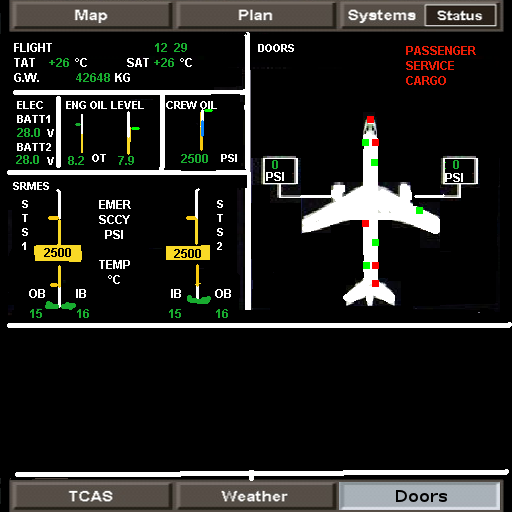 Map Plan Systems Status
FLIGHT 12 29
TAT +26 °C SAT +26 °C
G.W. 42648 KG
DOORS
PASSENGER
SERVICE
CARGO
ELEC
BATT1
28.0 V
BATT2
28.0 V
ENG OIL LEVEL
8.2 OT 7.9
CREW OIL
2500 PSI
0
PSI
0
PSI
SRMES
S
T
S
1
2500
OB IB
15 16
EMER
SCCY
PSI
TEMP
°C
S
T
S
2
2500
IB OB
15 16
TCAS Weather Doors